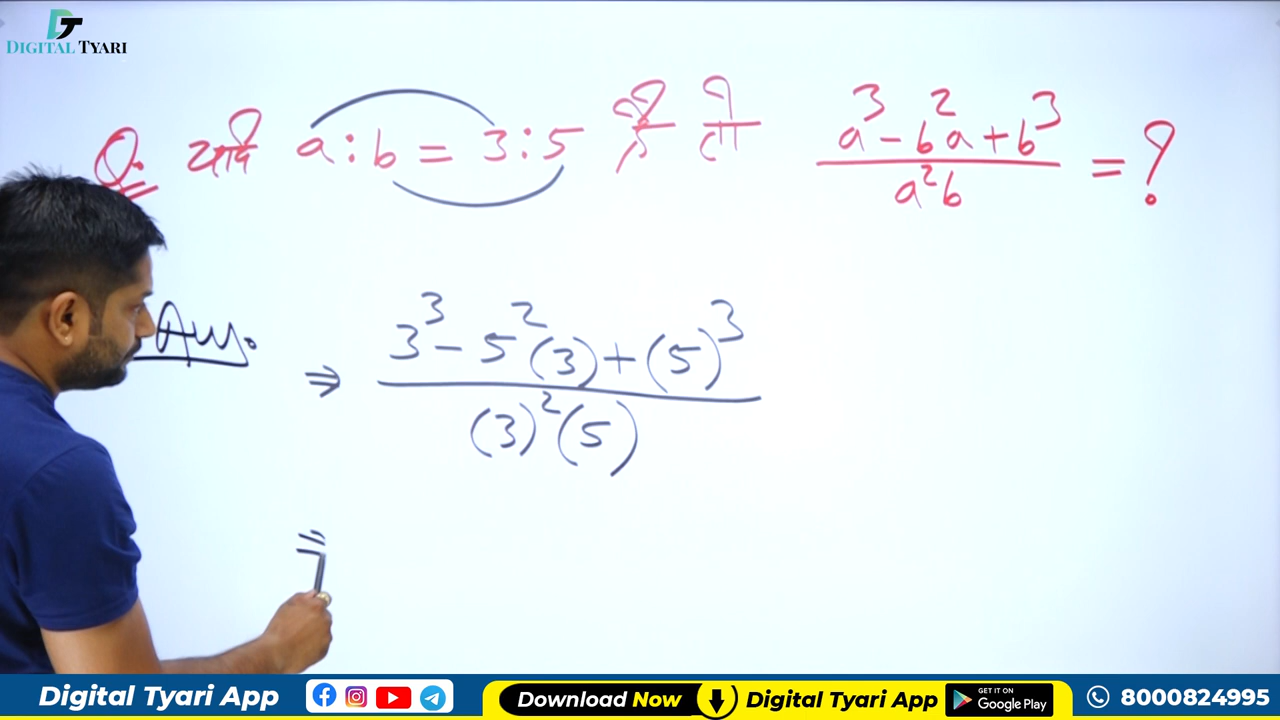 DT
DIGITAL TYARI
Q:- यदि a:b = 3:5 है तो (a³ - b²a + b³)/(a²b) = ?
Ans.
⇒ (3³ - 5²(3) + (5)³)/((3)²(5))
=
Digital Tyari App Download Now Digital Tyari App GET IT ON Google Play 8000824995